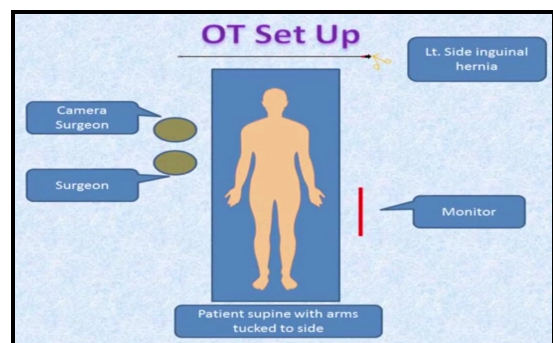 OT Set Up
Lt. Side inguinal
hernia
Camera
Surgeon
Surgeon
Monitor
Patient supine with arms
tucked to side